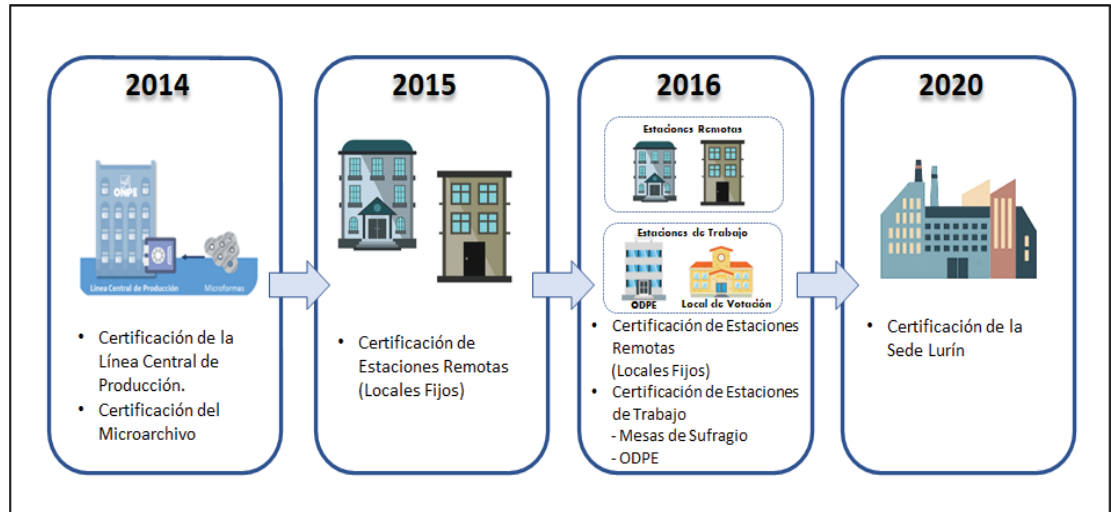 2014
ONPE
Línea Central de Producción
Microformas
• Certificación de la
Línea Central de
Producción.
• Certificación del
Microarchivo
2015
• Certificación de
Estaciones Remotas
(Locales Fijos)
2016
Estaciones Remotas
Estaciones de Trabajo
ODPE
Local de Votación
• Certificación de Estaciones
Remotas
(Locales Fijos)
• Certificación de Estaciones
de Trabajo
- Mesas de Sufragio
- ODPE
2020
• Certificación de la
Sede Lurín